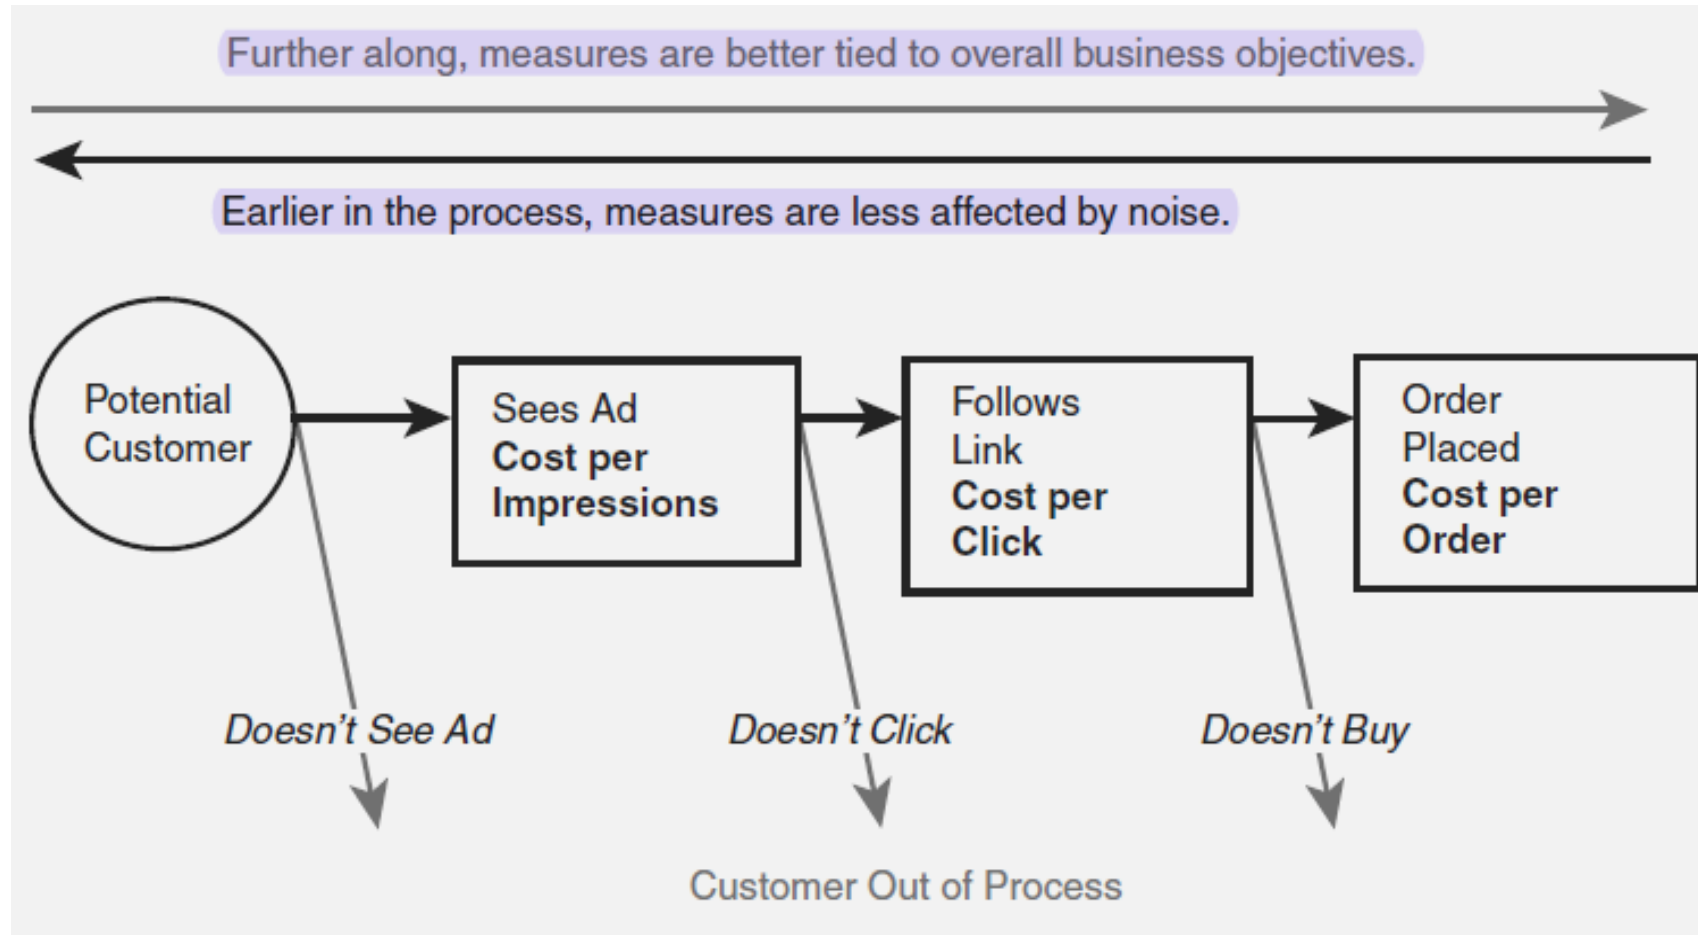 Further along, measures are better tied to overall business objectives.
Earlier in the process, measures are less affected by noise.
Potential
Customer
Sees Ad
Cost per
Impressions
Follows
Link
Cost per
Click
Order
Placed
Cost per
Order
Doesn't See Ad
Doesn't Click
Doesn't Buy
Customer Out of Process